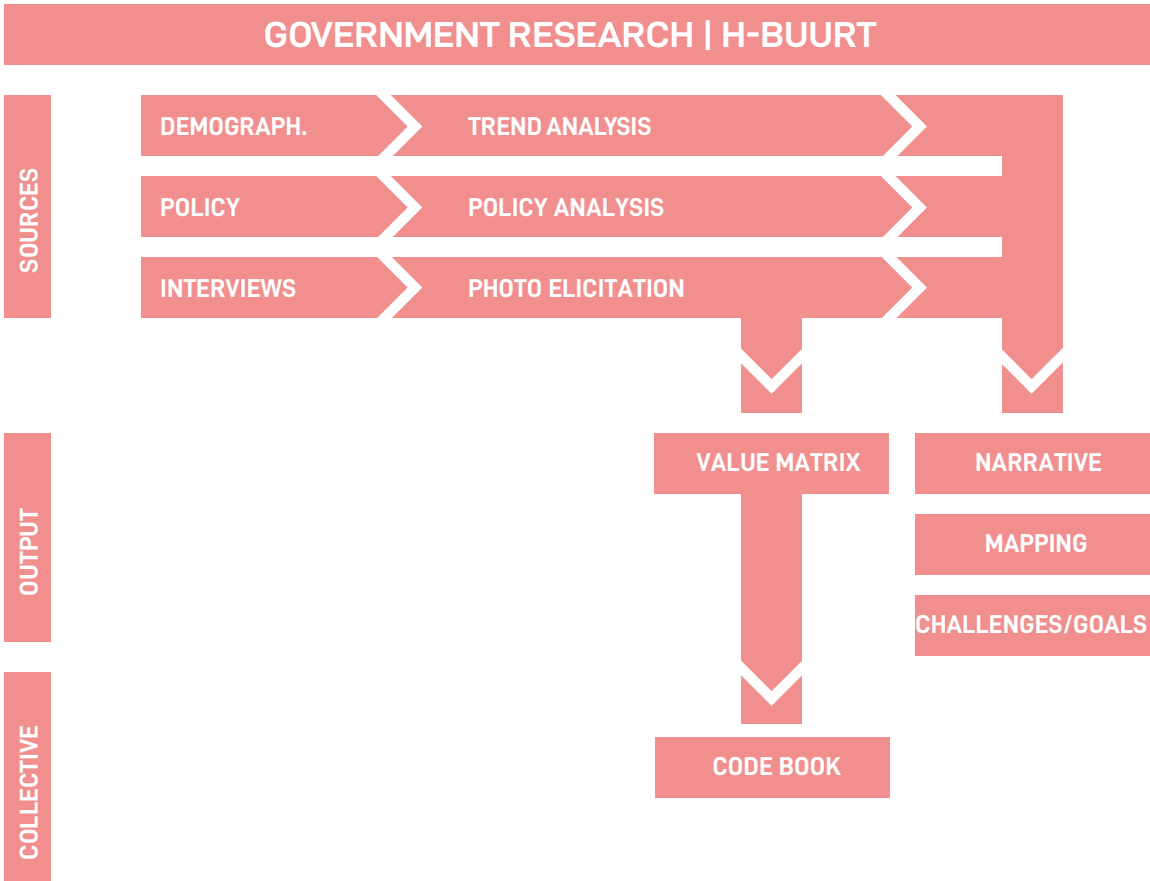 GOVERNMENT RESEARCH | H-BUURT
SOURCES
DEMOGRAPH.
TREND ANALYSIS
POLICY
POLICY ANALYSIS
INTERVIEWS
PHOTO ELICITATION
OUTPUT
VALUE MATRIX
NARRATIVE
MAPPING
CHALLENGES/GOALS
COLLECTIVE
CODE BOOK